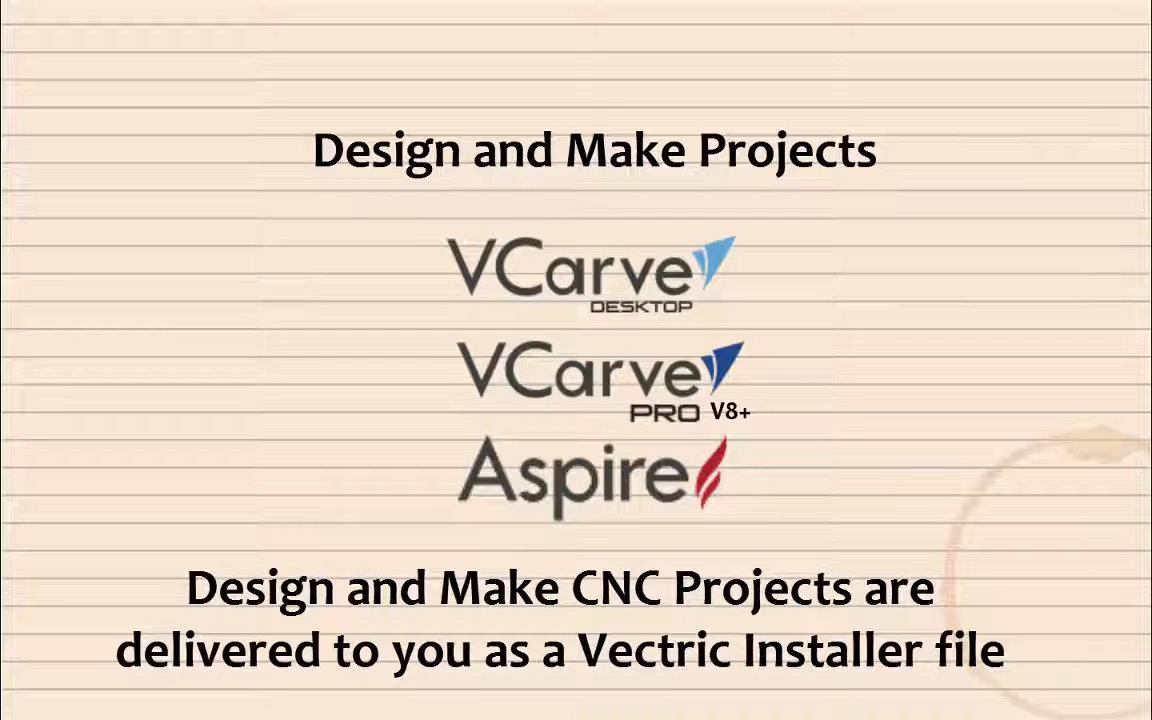 Design and Make Projects
VCarve
DESKTOP
VCarve
PRO V8+
Aspire
Design and Make CNC Projects are
delivered to you as a Vectric Installer file